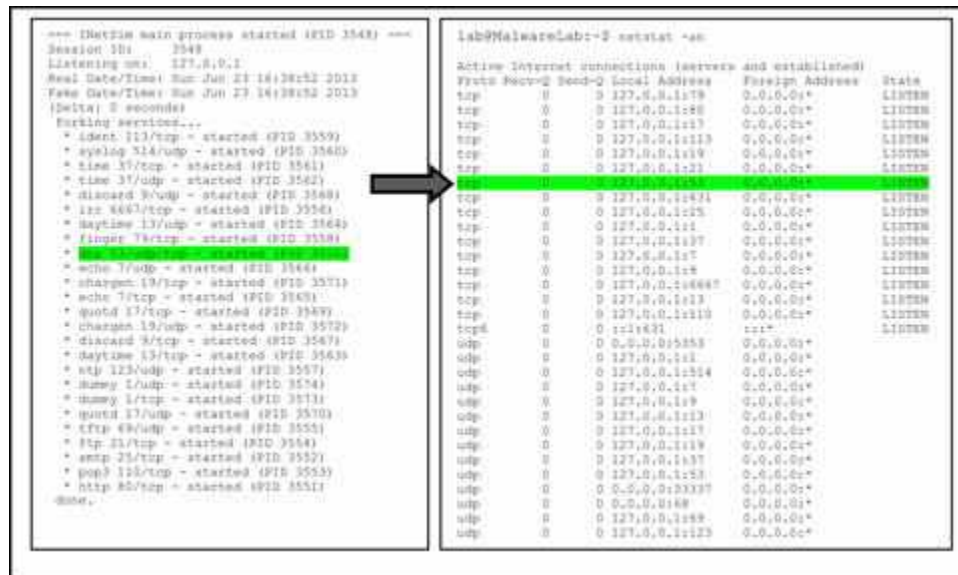 === INetSim main process started (PID 3548) ===
Session ID: 3548
Listening on: 127.0.0.1
Real Date/Time: Sun Jun 23 16:38:52 2013
Fake Date/Time: Sun Jun 23 16:38:52 2013
(Delta: 0 seconds)
Forking services...
* ident 113/tcp - started (PID 3559)
* syslog 514/udp - started (PID 3560)
* time 37/tcp - started (PID 3561)
* time 37/udp - started (PID 3562)
* discard 9/udp - started (PID 3568)
* irc 6667/tcp - started (PID 3556)
* daytime 13/udp - started (PID 3564)
* finger 79/tcp - started (PID 3558)
* dns 53/udp/tcp - started (PID
* echo 7/udp - started (PID 3566)
* chargen 19/tcp - started (PID 3571)
* echo 7/tcp - started (PID 3565)
* quotd 17/tcp - started (PID 3569)
* chargen 19/udp - started (PID 3572)
* discard 9/tcp - started (PID 3567)
* daytime 13/tcp - started (PID 3563)
* ntp 123/udp - started (PID 3557)
* dummy 1/udp - started (PID 3574)
* dummy 1/tcp - started (PID 3573)
* quotd 17/udp - started (PID 3570)
* tftp 69/udp - started (PID 3555)
* ftp 21/tcp - started (PID 3554)
* smtp 25/tcp - started (PID 3552)
* pop3 110/tcp - started (PID 3553)
* http 80/tcp - started (PID 3551)
done.
lab@MalwareLab:~$ netstat -an
Active Internet connections (servers and established)
Proto Recv-Q Send-Q Local Address Foreign Address State
tcp 0 0 127.0.0.1:79 0.0.0.0:* LISTEN
tcp 0 0 127.0.0.1:80 0.0.0.0:* LISTEN
tcp 0 0 127.0.0.1:17 0.0.0.0:* LISTEN
tcp 0 0 127.0.0.1:113 0.0.0.0:* LISTEN
tcp 0 0 127.0.0.1:19 0.0.0.0:* LISTEN
tcp 0 0 127.0.0.1:21 0.0.0.0:* LISTEN
tcp 0 0 127.0.0.1:53 0.0.0.0:* LISTEN
tcp 0 0 127.0.0.1:631 0.0.0.0:* LISTEN
tcp 0 0 127.0.0.1:25 0.0.0.0:* LISTEN
tcp 0 0 127.0.0.1:1 0.0.0.0:* LISTEN
tcp 0 0 127.0.0.1:37 0.0.0.0:* LISTEN
tcp 0 0 127.0.0.1:7 0.0.0.0:* LISTEN
tcp 0 0 127.0.0.1:9 0.0.0.0:* LISTEN
tcp 0 0 127.0.0.1:6667 0.0.0.0:* LISTEN
tcp 0 0 127.0.0.1:13 0.0.0.0:* LISTEN
tcp 0 0 127.0.0.1:110 0.0.0.0:* LISTEN
tcp6 0 0 ::1:631 :::* LISTEN
udp 0 0 0.0.0.0:5353 0.0.0.0:*
udp 0 0 127.0.0.1:1 0.0.0.0:*
udp 0 0 127.0.0.1:514 0.0.0.0:*
udp 0 0 127.0.0.1:7 0.0.0.0:*
udp 0 0 127.0.0.1:9 0.0.0.0:*
udp 0 0 127.0.0.1:13 0.0.0.0:*
udp 0 0 127.0.0.1:17 0.0.0.0:*
udp 0 0 127.0.0.1:19 0.0.0.0:*
udp 0 0 127.0.0.1:37 0.0.0.0:*
udp 0 0 127.0.0.1:53 0.0.0.0:*
udp 0 0 0.0.0.0:33337 0.0.0.0:*
udp 0 0 0.0.0.0:68 0.0.0.0:*
udp 0 0 127.0.0.1:69 0.0.0.0:*
udp 0 0 127.0.0.1:123 0.0.0.0:*